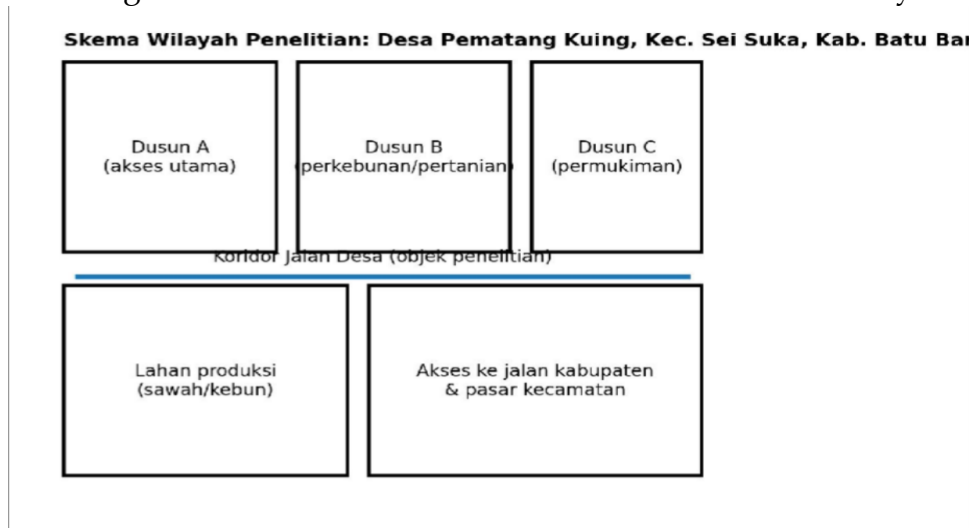 Skema Wilayah Penelitian: Desa Pematang Kuing, Kec. Sei Suka, Kab. Batu
Dusun A
(akses utama)
Dusun B
(perkebunan/pertanian)
Dusun C
(permukiman)
Koridor Jalan Desa (objek penelitian)
Lahan produksi
(sawah/kebun)
Akses ke jalan kabupaten
& pasar kecamatan